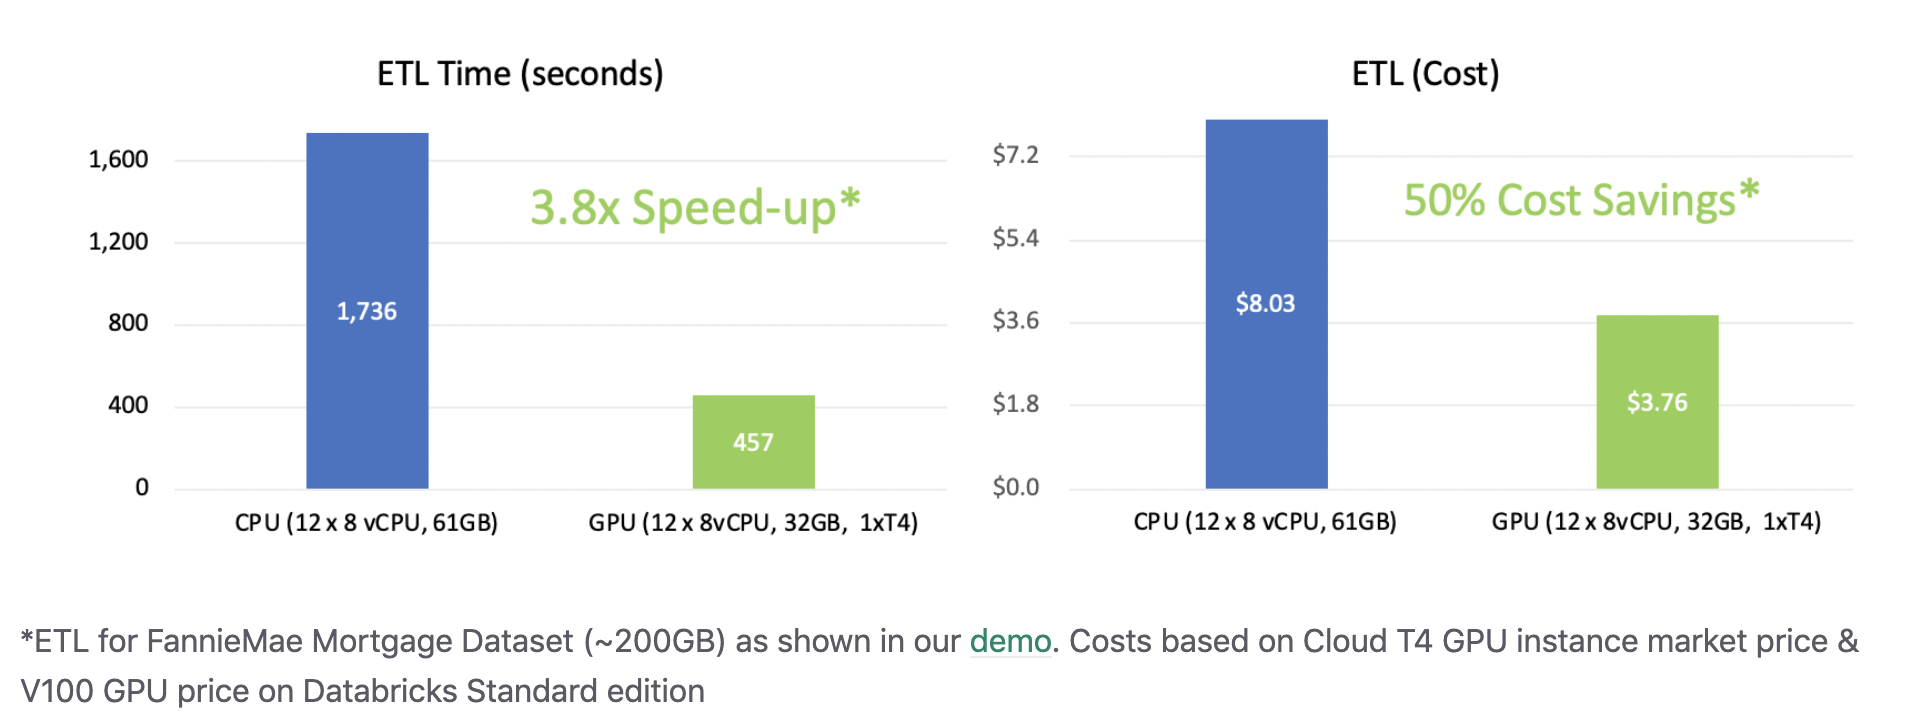 ETL Time (seconds)
1,600
1,200
800
400
0
3.8x Speed-up*
1,736
457
CPU (12 x 8 vCPU, 61GB)
GPU (12 x 8vCPU, 32GB, 1xT4)
ETL (Cost)
$7.2
$5.4
$3.6
$1.8
$0.0
50% Cost Savings*
$8.03
$3.76
CPU (12 x 8 vCPU, 61GB)
GPU (12 x 8vCPU, 32GB, 1xT4)
*ETL for FannieMae Mortgage Dataset (~200GB) as shown in our demo. Costs based on Cloud T4 GPU instance market price &
V100 GPU price on Databricks Standard edition